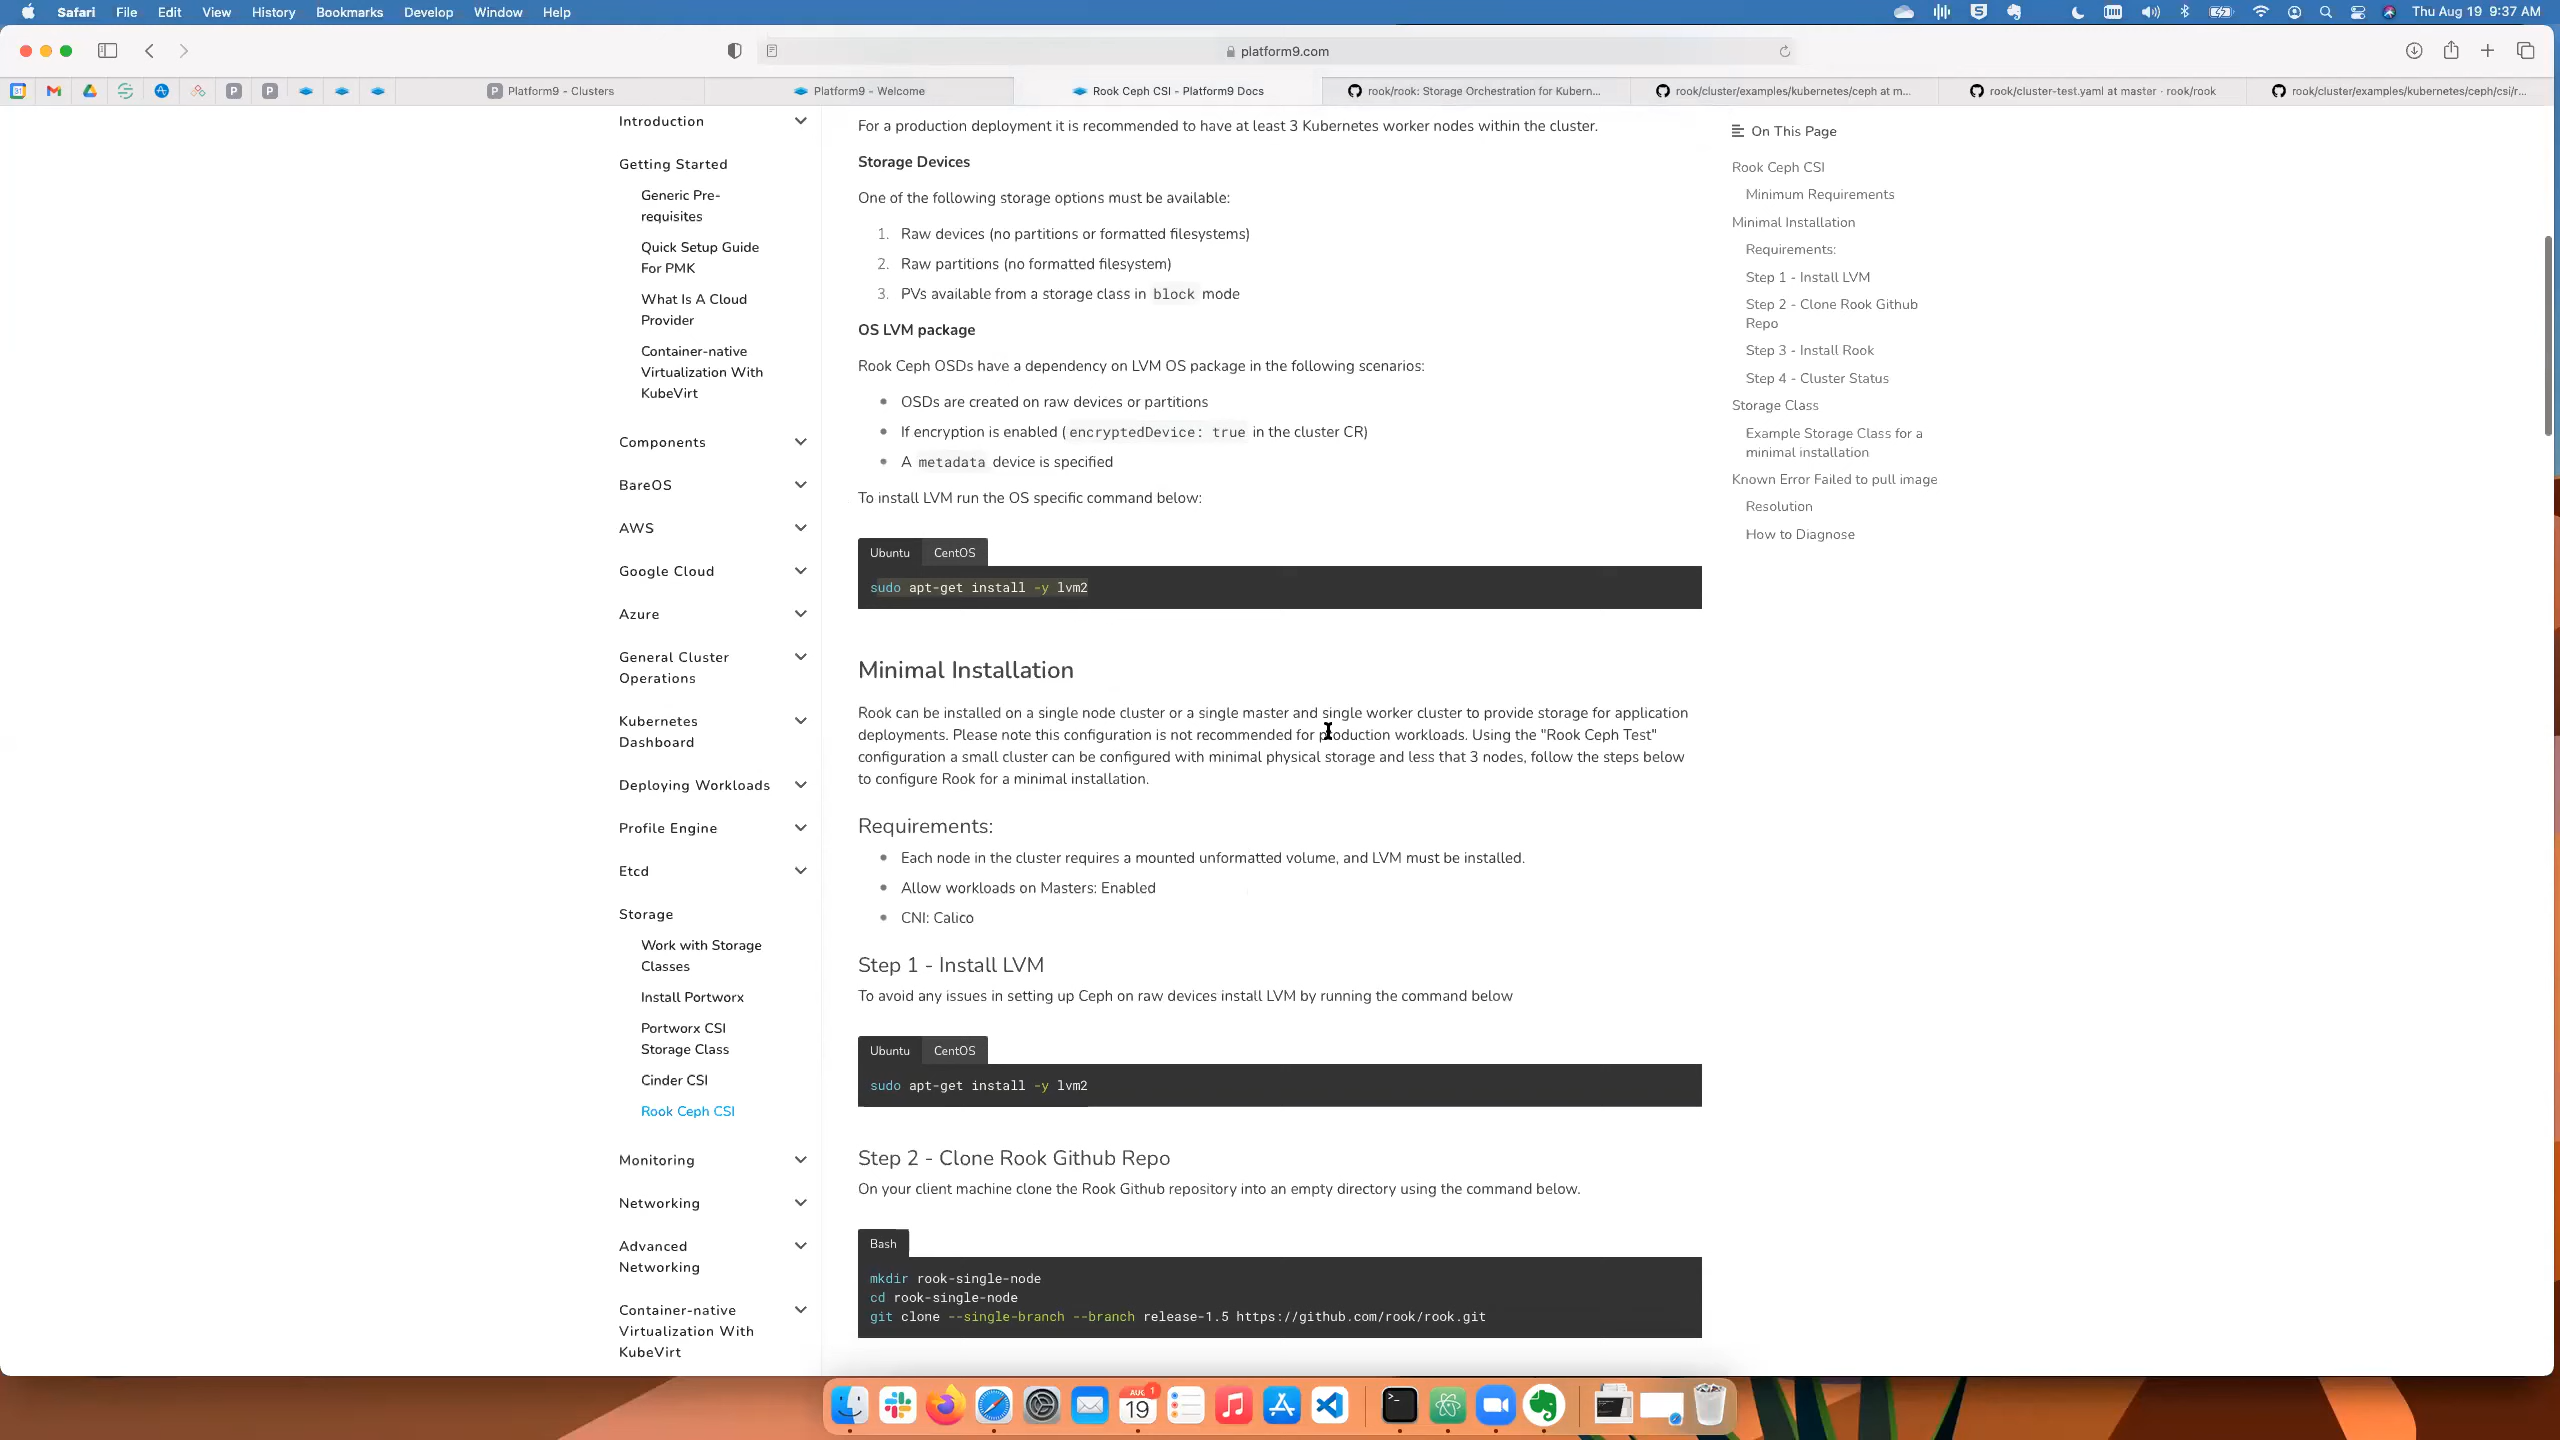 Safari File Edit View History Bookmarks Develop Window Help
Thu Aug 19 9:37 AM
platform9.com
Platform9 - Clusters
Platform9 - Welcome
Rook Ceph CSI - Platform9 Docs
rook/rook: Storage Orchestration for Kubern...
rook/cluster/examples/kubernetes/ceph at m...
rook/cluster-test.yaml at master · rook/rook
rook/cluster/examples/kubernetes/ceph/csi/r...
Introduction
Getting Started
Generic Pre-
requisites
Quick Setup Guide
For PMK
What Is A Cloud
Provider
Container-native
Virtualization With
KubeVirt
Components
BareOS
AWS
Google Cloud
Azure
General Cluster
Operations
Kubernetes
Dashboard
Deploying Workloads
Profile Engine
Etcd
Storage
Work with Storage
Classes
Install Portworx
Portworx CSI
Storage Class
Cinder CSI
Rook Ceph CSI
Monitoring
Networking
Advanced
Networking
Container-native
Virtualization With
KubeVirt
For a production deployment it is recommended to have at least 3 Kubernetes worker nodes within the cluster.
Storage Devices
One of the following storage options must be available:
1. Raw devices (no partitions or formatted filesystems)
2. Raw partitions (no formatted filesystem)
3. PVs available from a storage class in block mode
OS LVM package
Rook Ceph OSDs have a dependency on LVM OS package in the following scenarios:
• OSDs are created on raw devices or partitions
• If encryption is enabled ( encryptedDevice: true in the cluster CR)
• A metadata device is specified
To install LVM run the OS specific command below:
Ubuntu CentOS
sudo apt-get install -y lvm2
Minimal Installation
Rook can be installed on a single node cluster or a single master and single worker cluster to provide storage for application
deployments. Please note this configuration is not recommended for production workloads. Using the "Rook Ceph Test"
configuration a small cluster can be configured with minimal physical storage and less that 3 nodes, follow the steps below
to configure Rook for a minimal installation.
Requirements:
• Each node in the cluster requires a mounted unformatted volume, and LVM must be installed.
• Allow workloads on Masters: Enabled
• CNI: Calico
Step 1 - Install LVM
To avoid any issues in setting up Ceph on raw devices install LVM by running the command below
Ubuntu CentOS
sudo apt-get install -y lvm2
Step 2 - Clone Rook Github Repo
On your client machine clone the Rook Github repository into an empty directory using the command below.
Bash
mkdir rook-single-node
cd rook-single-node
git clone --single-branch --branch release-1.5 https://github.com/rook/rook.git
On This Page
Rook Ceph CSI
Minimum Requirements
Minimal Installation
Requirements:
Step 1 - Install LVM
Step 2 - Clone Rook Github
Repo
Step 3 - Install Rook
Step 4 - Cluster Status
Storage Class
Example Storage Class for a
minimal installation
Known Error Failed to pull image
Resolution
How to Diagnose
AUG 1
19